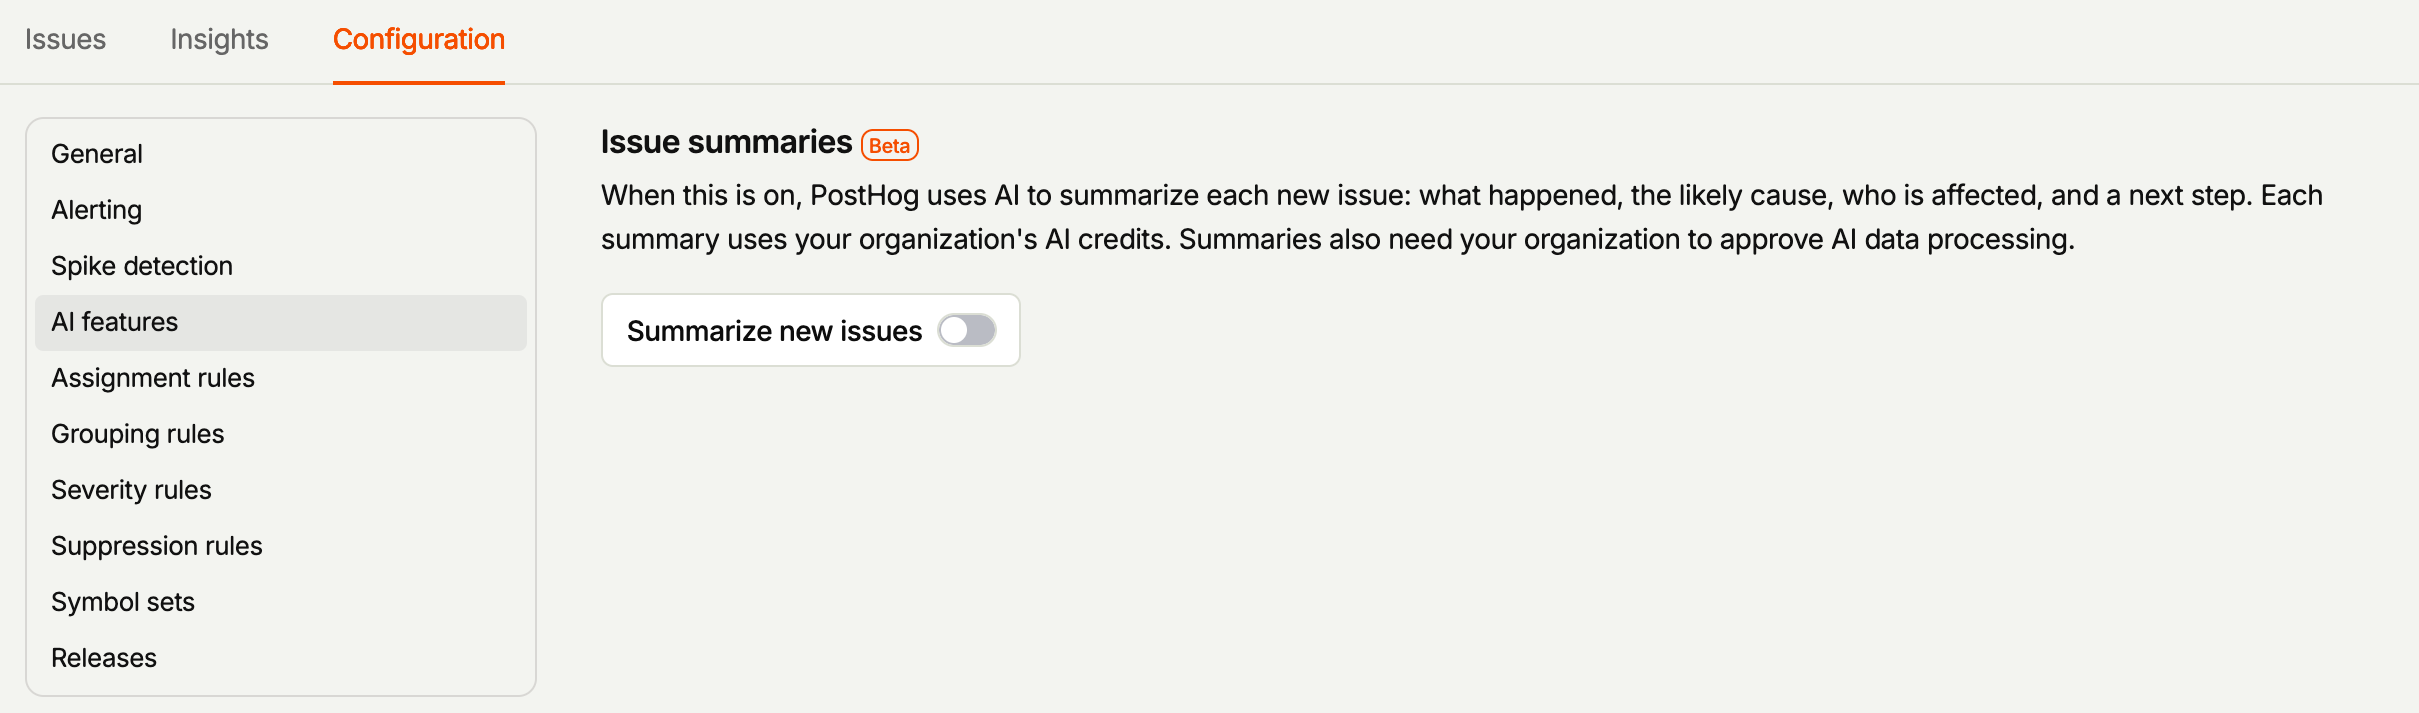 Issues
Insights
Configuration
General
Alerting
Spike detection
AI features
Assignment rules
Grouping rules
Severity rules
Suppression rules
Symbol sets
Releases
Issue summaries Beta
When this is on, PostHog uses AI to summarize each new issue: what happened, the likely cause, who is affected, and a next step. Each
summary uses your organization's AI credits. Summaries also need your organization to approve AI data processing.
Summarize new issues